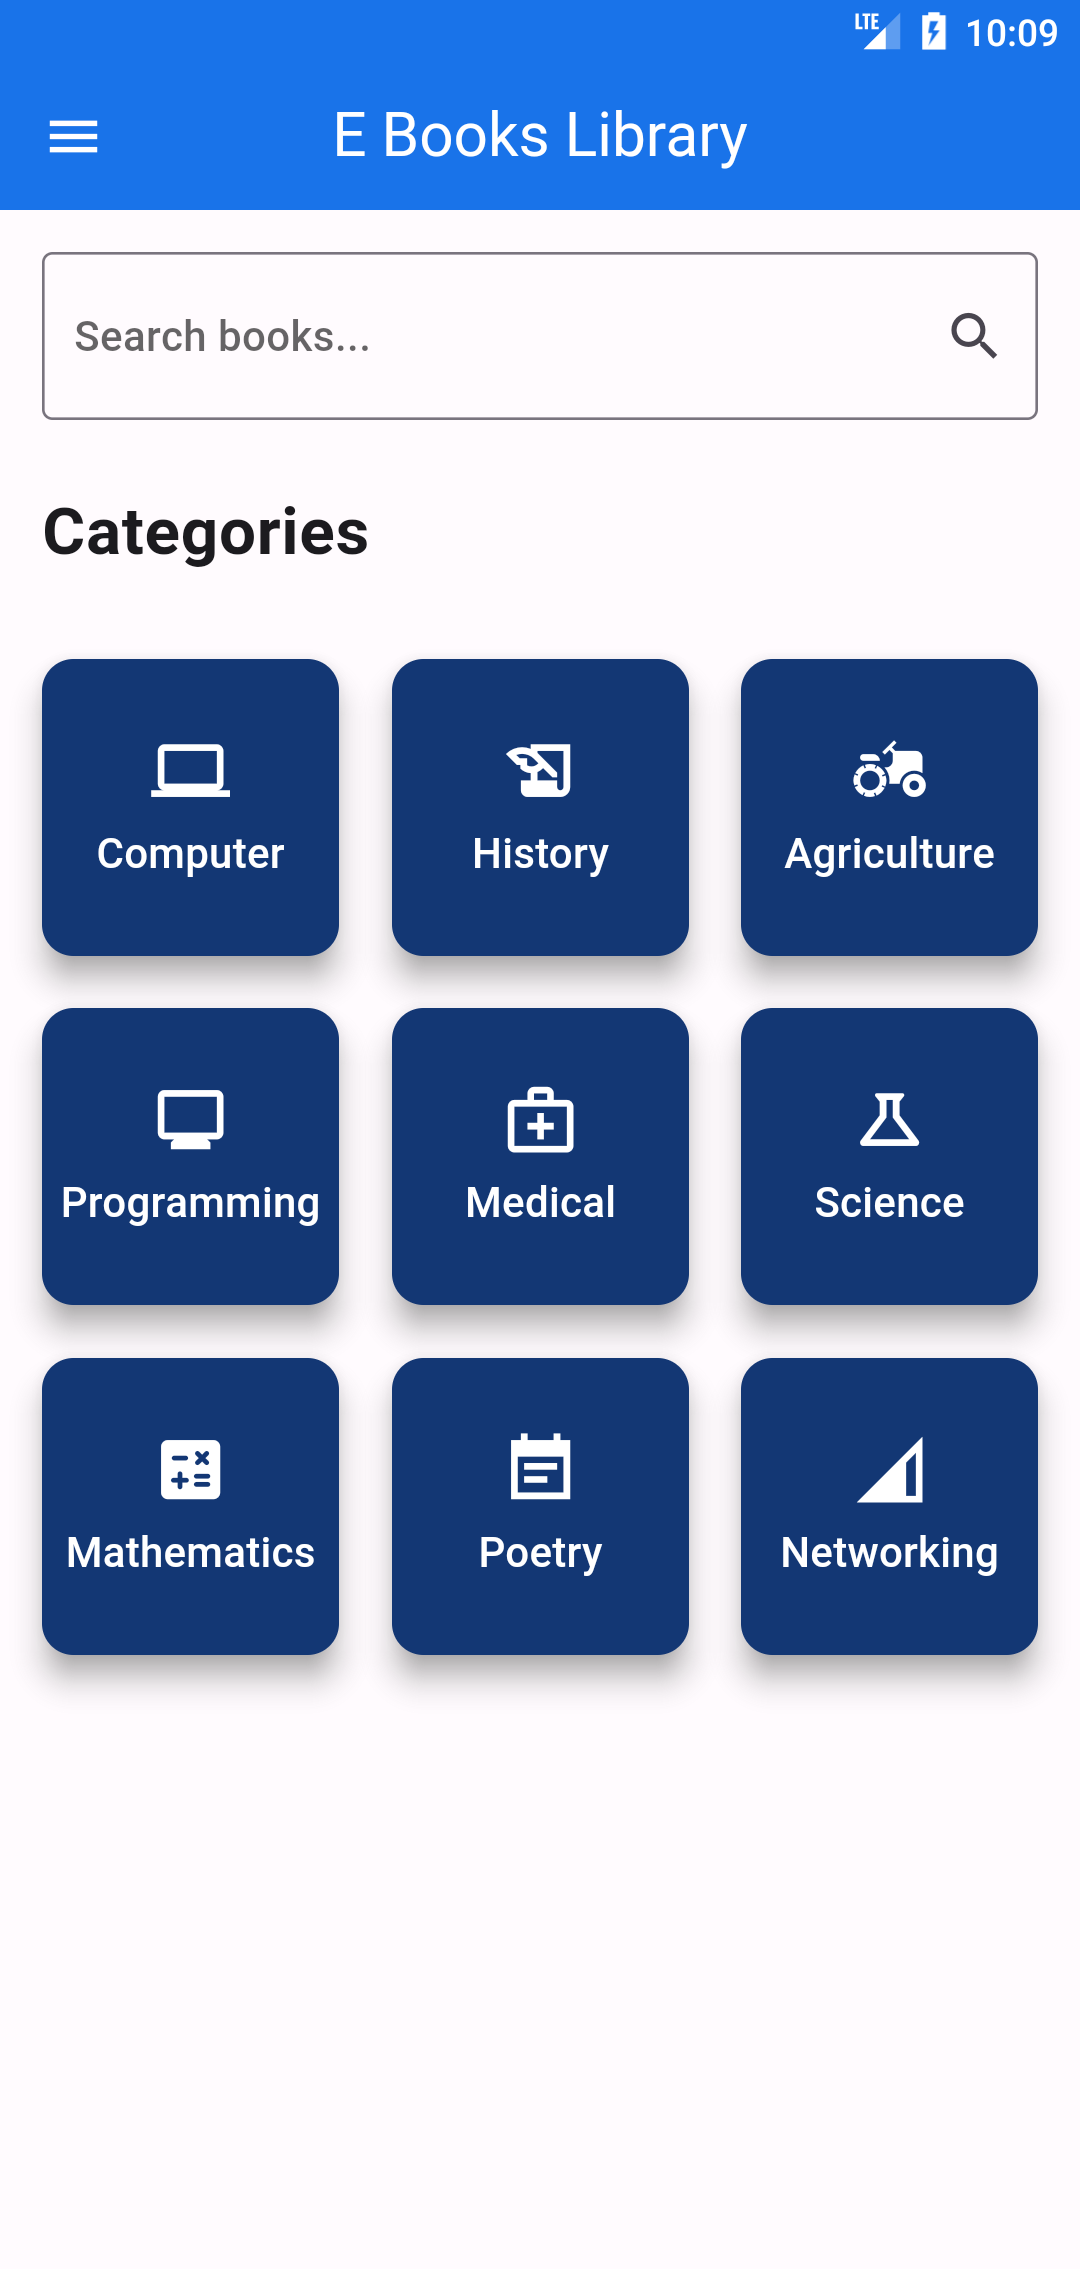 LTE 10:09
E Books Library
Search books...
Categories
Computer
History
Agriculture
Programming
Medical
Science
Mathematics
Poetry
Networking